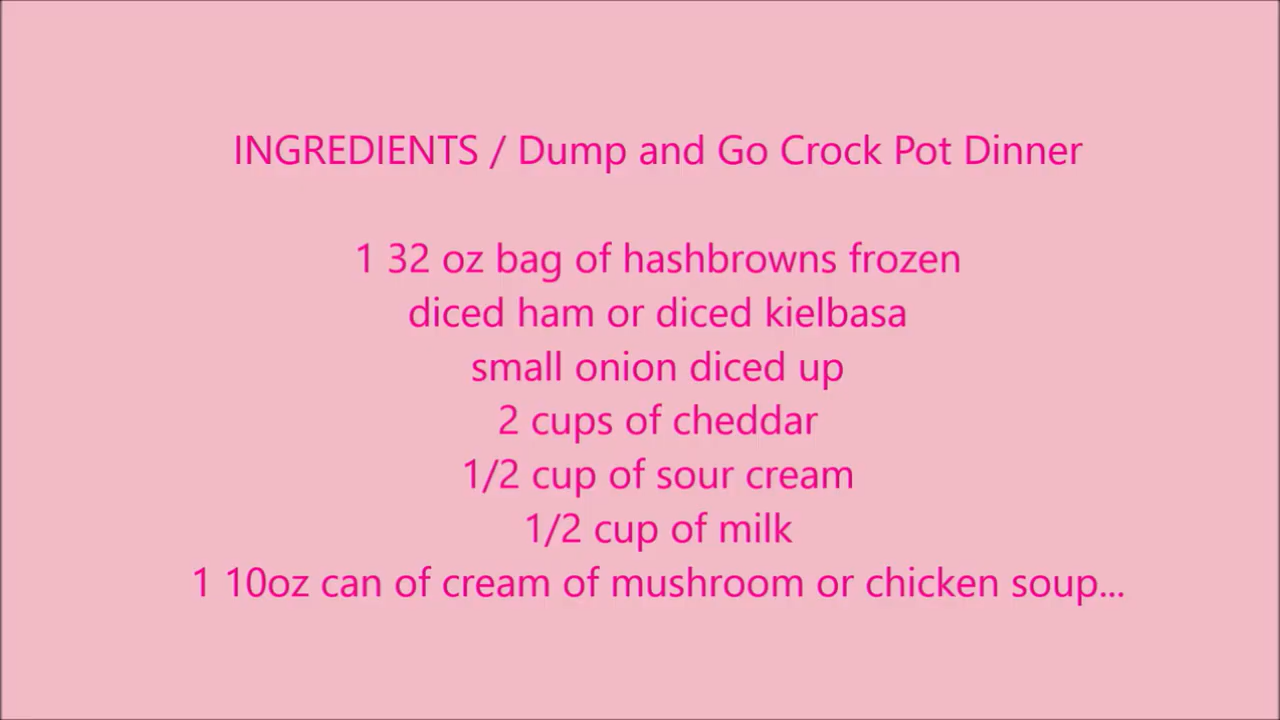 INGREDIENTS / Dump and Go Crock Pot Dinner
1 32 oz bag of hashbrowns frozen
diced ham or diced kielbasa
small onion diced up
2 cups of cheddar
1/2 cup of sour cream
1/2 cup of milk
1 10oz can of cream of mushroom or chicken soup...